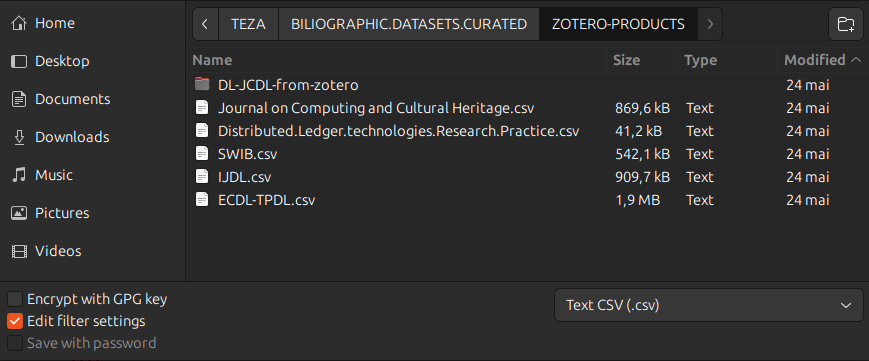 Home
Desktop
Documents
Downloads
Music
Pictures
Videos
TEZA BILIOGRAPHIC.DATASETS.CURATED ZOTERO-PRODUCTS
Name Size Type Modified
DL-JCDL-from-zotero 24 mai
Journal on Computing and Cultural Heritage.csv 869,6 kB Text 24 mai
Distributed.Ledger.technologies.Research.Practice.csv 41,2 kB Text 24 mai
SWIB.csv 542,1 kB Text 24 mai
IJDL.csv 909,7 kB Text 24 mai
ECDL-TPDL.csv 1,9 MB Text 24 mai
Encrypt with GPG key
Edit filter settings
Save with password
Text CSV (.csv)